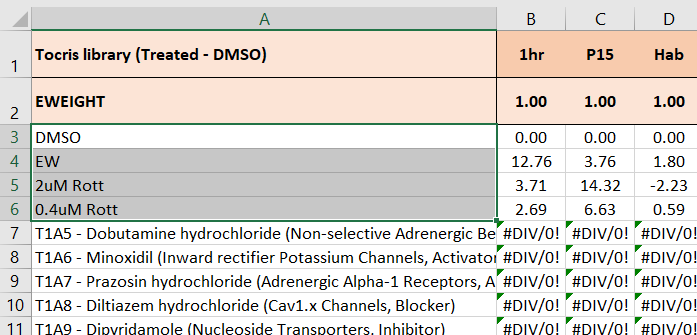 A B C D
1 Tocris library (Treated - DMSO) 1hr P15 Hab
2 EWEIGHT 1.00 1.00 1.00
3 DMSO 0.00 0.00 0.00
4 EW 12.76 3.76 1.80
5 2uM Rott 3.71 14.32 -2.23
6 0.4uM Rott 2.69 6.63 0.59
7 T1A5 - Dobutamine hydrochloride (Non-selective Adrenergic Be #DIV/0! #DIV/0! #DIV/0!
8 T1A6 - Minoxidil (Inward rectifier Potassium Channels, Activator #DIV/0! #DIV/0! #DIV/0!
9 T1A7 - Prazosin hydrochloride (Adrenergic Alpha-1 Receptors, A #DIV/0! #DIV/0! #DIV/0!
10 T1A8 - Diltiazem hydrochloride (Cav1.x Channels, Blocker) #DIV/0! #DIV/0! #DIV/0!
11 T1A9 - Dipyridamole (Nucleoside Transporters, Inhibitor) #DIV/0! #DIV/0! #DIV/0!